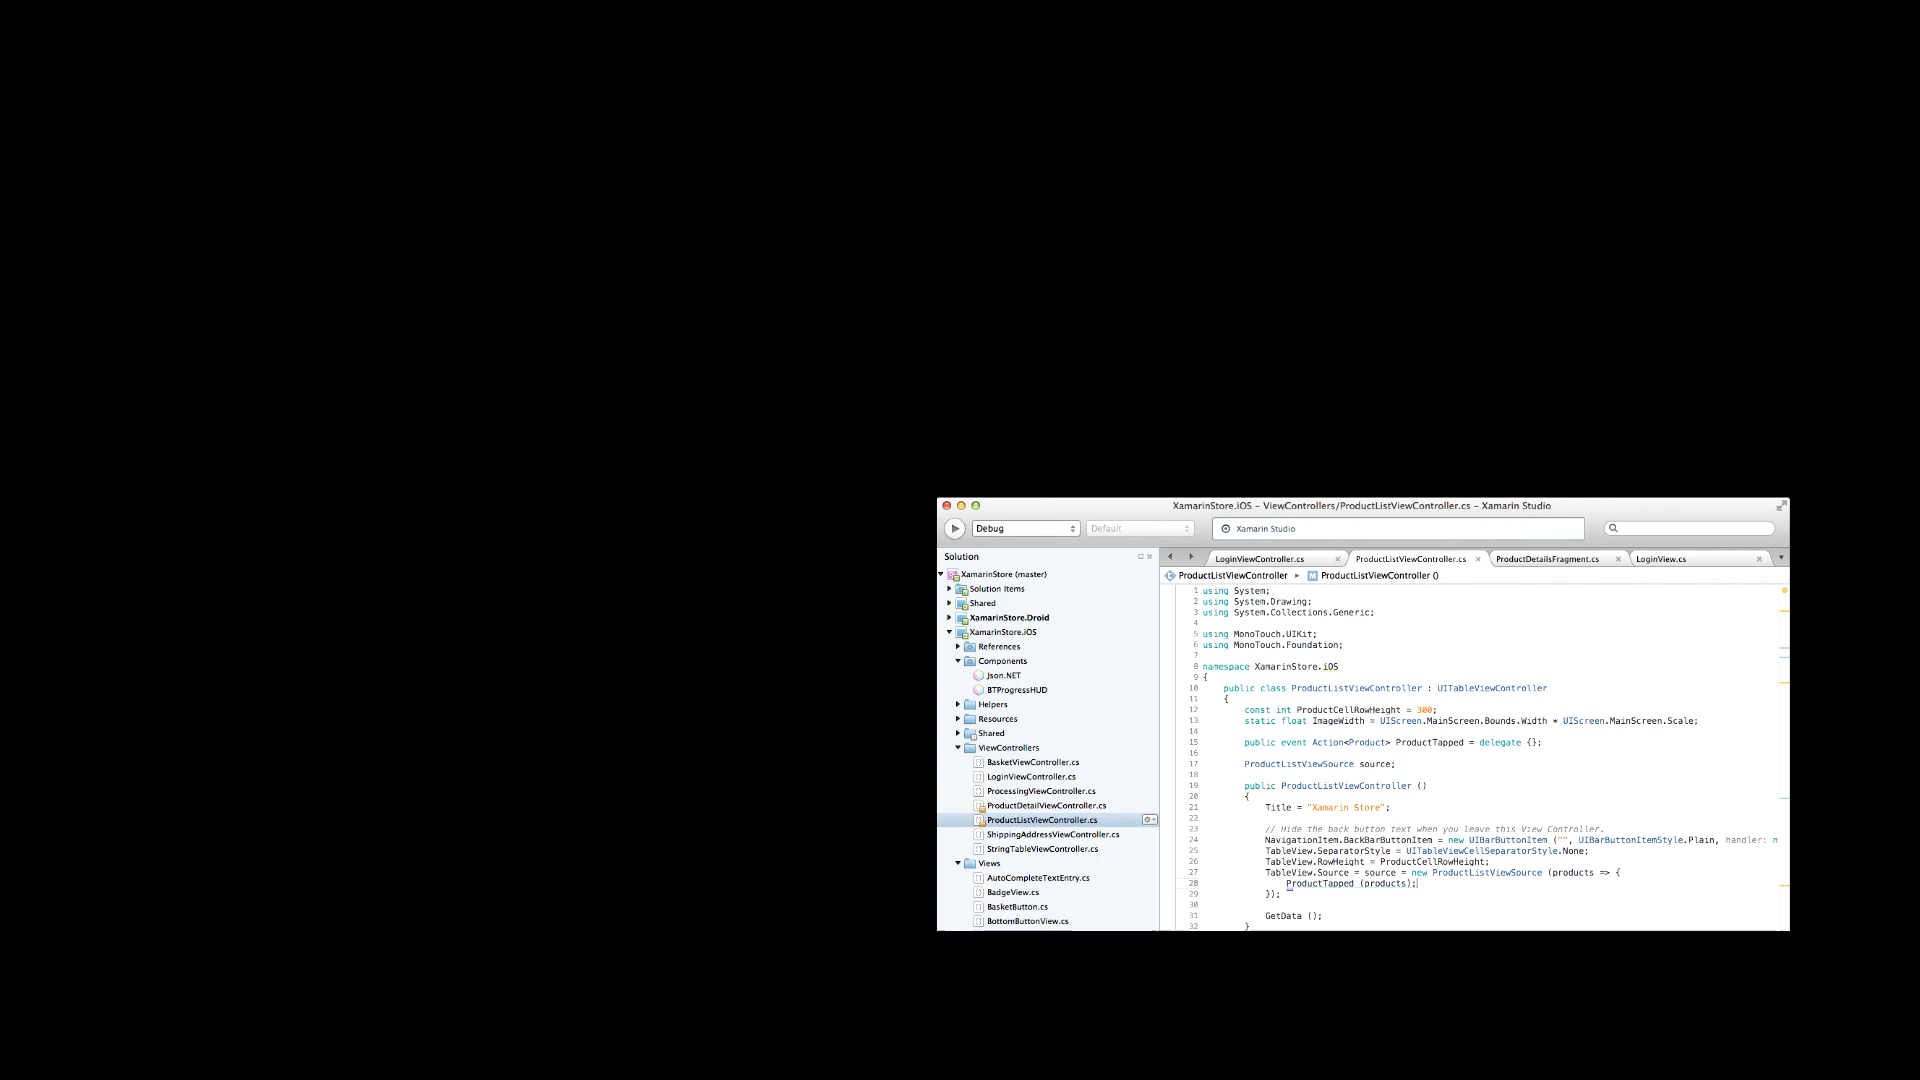 XamarinStore.iOS – ViewControllers/ProductListViewController.cs – Xamarin Studio
Debug
Default
Xamarin Studio
Solution
XamarinStore (master)
Solution Items
Shared
XamarinStore.Droid
XamarinStore.iOS
References
Components
Json.NET
BTProgressHUD
Helpers
Resources
Shared
ViewControllers
BasketViewController.cs
LoginViewController.cs
ProcessingViewController.cs
ProductDetailViewController.cs
ProductListViewController.cs
ShippingAddressViewController.cs
StringTableViewController.cs
Views
AutoCompleteTextEntry.cs
BadgeView.cs
BasketButton.cs
BottomButtonView.cs
LoginViewController.cs
ProductListViewController.cs
ProductDetailsFragment.cs
LoginView.cs
ProductListViewController
ProductListViewController ()
1 using System;
2 using System.Drawing;
3 using System.Collections.Generic;
4
5 using MonoTouch.UIKit;
6 using MonoTouch.Foundation;
7
8 namespace XamarinStore.iOS
9 {
10 public class ProductListViewController : UITableViewController
11 {
12 const int ProductCellRowHeight = 300;
13 static float ImageWidth = UIScreen.MainScreen.Bounds.Width * UIScreen.MainScreen.Scale;
14
15 public event Action<Product> ProductTapped = delegate {};
16
17 ProductListViewSource source;
18
19 public ProductListViewController ()
20 {
21 Title = "Xamarin Store";
22
23 // Hide the back button text when you leave this View Controller.
24 NavigationItem.BackBarButtonItem = new UIBarButtonItem ("", UIBarButtonItemStyle.Plain, handler: n
25 TableView.SeparatorStyle = UITableViewCellSeparatorStyle.None;
26 TableView.RowHeight = ProductCellRowHeight;
27 TableView.Source = source = new ProductListViewSource (products => {
28 ProductTapped (products);
29 });
30
31 GetData ();
32 }